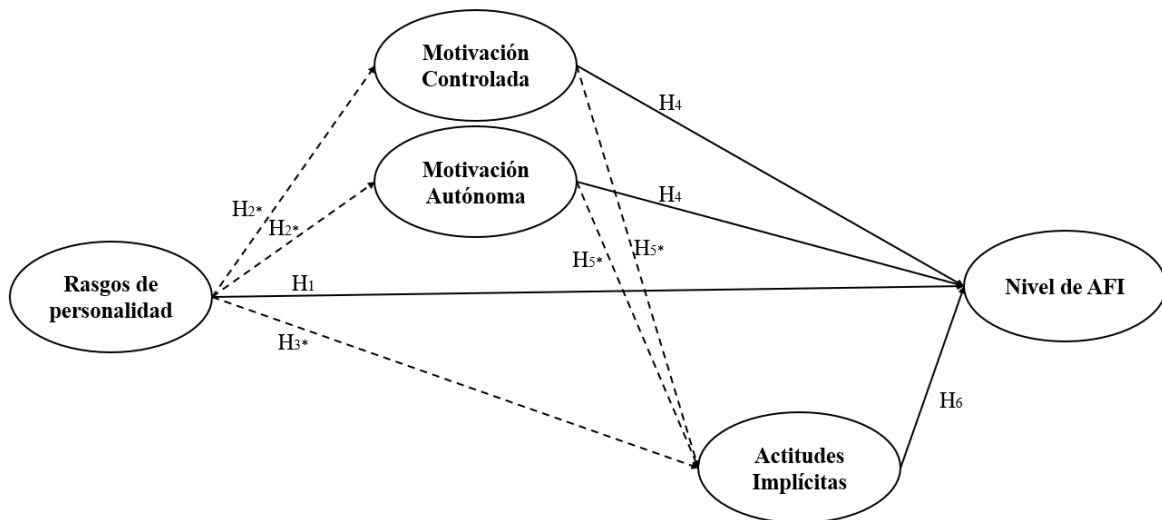 Motivación
Controlada
H4
Motivación
Autónoma
H4
H2*
H2*
H5*
H5*
Rasgos de
personalidad
H1
Nivel de AFI
H3*
H6
Actitudes
Implícitas